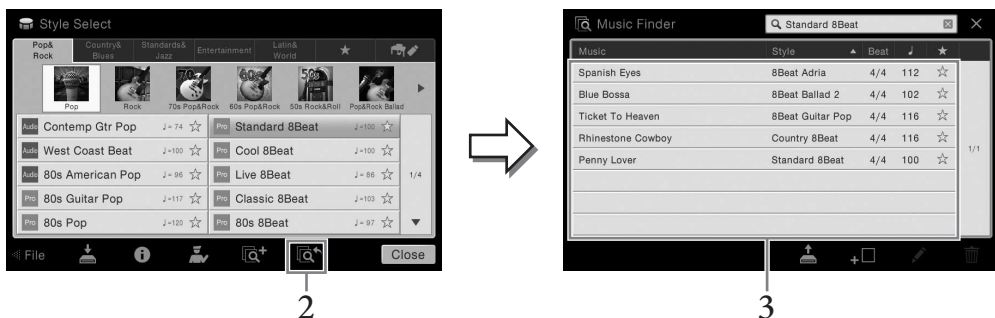 Style Select
Pop& Rock Country& Blues Standards& Jazz Entertainment Latin& World
Pop Rock 70s Pop&Rock 60s Pop&Rock 50s Rock&Roll Pop&Rock Ballad
Audio Contemp Gtr Pop ♩= 74 ☆ Pro Standard 8Beat ♩=100 ☆
Audio West Coast Beat ♩=100 ☆ Pro Cool 8Beat ♩=100 ☆
Audio 80s American Pop ♩= 96 ☆ Pro Live 8Beat ♩= 86 ☆ 1/4
Pro 80s Guitar Pop ♩=117 ☆ Pro Classic 8Beat ♩=103 ☆
Pro 80s Pop ♩=120 ☆ Pro 80s 8Beat ♩= 97 ☆
File Close
2
Music Finder Standard 8Beat
Music Style Beat ♩ ★
Spanish Eyes 8Beat Adria 4/4 112 ☆
Blue Bossa 8Beat Ballad 2 4/4 102 ☆
Ticket To Heaven 8Beat Guitar Pop 4/4 116 ☆
Rhinestone Cowboy Country 8Beat 4/4 116 ☆
Penny Lover Standard 8Beat 4/4 100 ☆
1/1
3